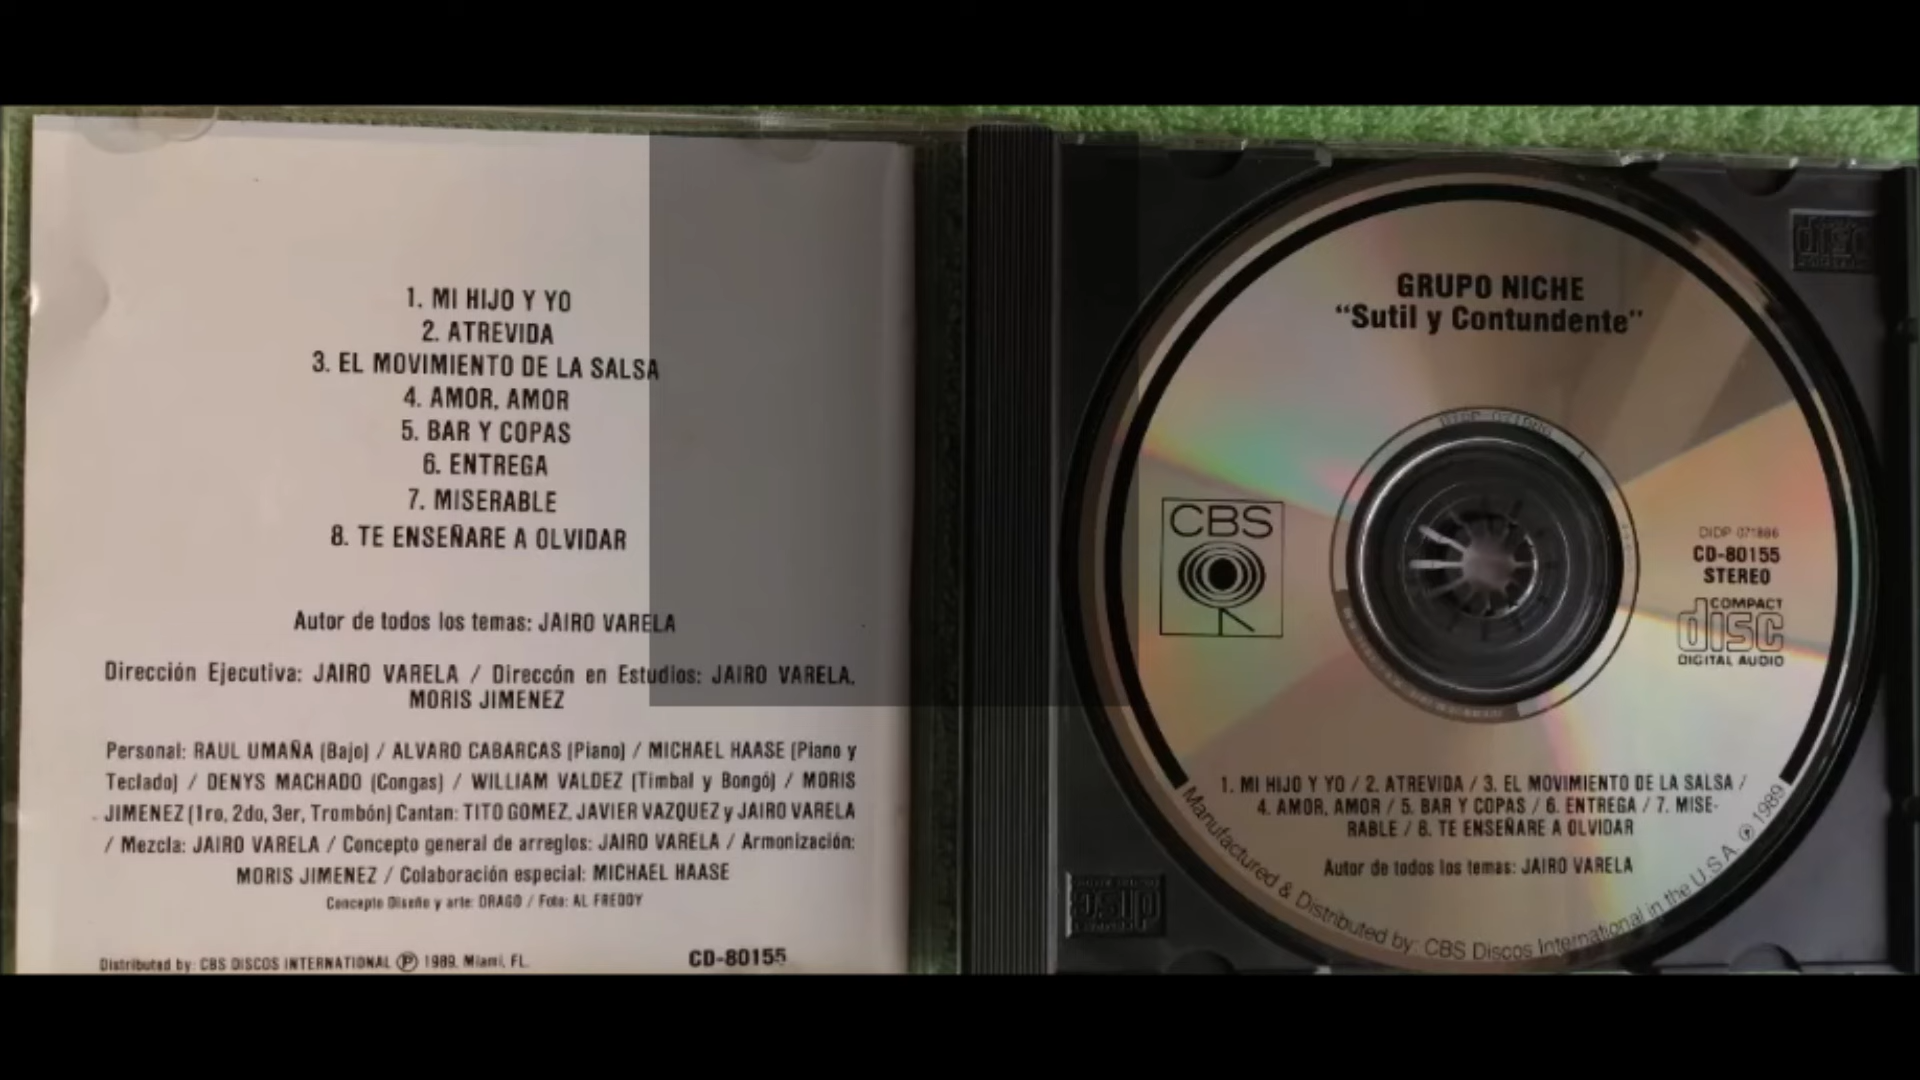 1. MI HIJO Y YO
2. ATREVIDA
3. EL MOVIMIENTO DE LA SALSA
4. AMOR, AMOR
5. BAR Y COPAS
6. ENTREGA
7. MISERABLE
8. TE ENSEÑARE A OLVIDAR
Autor de todos los temas: JAIRO VARELA
Dirección Ejecutiva: JAIRO VARELA / Direccón en Estudios: JAIRO VARELA.
MORIS JIMENEZ
Personal: RAUL UMAÑA (Bajo) / ALVARO CABARCAS (Piano) / MICHAEL HAASE (Piano y
Teclado) / DENYS MACHADO (Congas) / WILLIAM VALDEZ (Timbal y Bongó) / MORIS
JIMENEZ (1ro, 2do, 3er, Trombón) Cantan: TITO GOMEZ, JAVIER VAZQUEZ y JAIRO VARELA
/ Mezcla: JAIRO VARELA / Concepto general de arreglos: JAIRO VARELA / Armonización:
MORIS JIMENEZ / Colaboración especial: MICHAEL HAASE
Concepto Diseño y arte: DRAGO / Foto: AL FREDDY
Distributed by: CBS DISCOS INTERNATIONAL Ⓟ 1989. Miami, FL.
CD-80155
GRUPO NICHE
"Sutil y Contundente"
CBS
DIDP 071886
CD-80155
STEREO
COMPACT
disc
DIGITAL AUDIO
1. MI HIJO Y YO / 2. ATREVIDA / 3. EL MOVIMIENTO DE LA SALSA /
4. AMOR, AMOR / 5. BAR Y COPAS / 6. ENTREGA / 7. MISE-
RABLE / 8. TE ENSEÑARE A OLVIDAR
Autor de todos los temas: JAIRO VARELA
Manufactured & Distributed by: CBS Discos International in the U.S.A. Ⓟ 1989
disc
disc